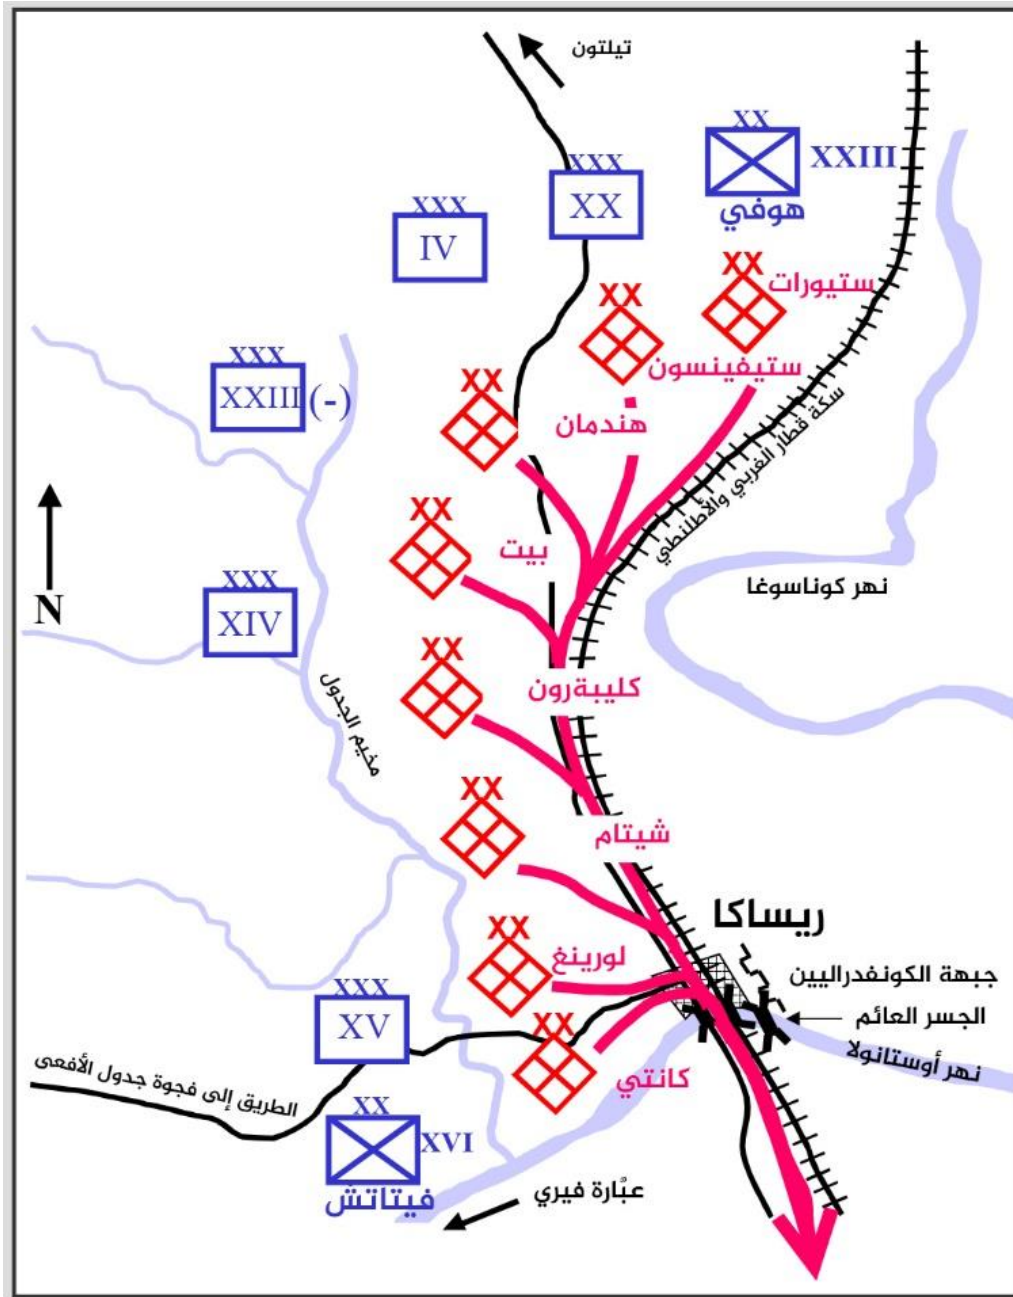 تيلتون
XX
XXIII
هوفي
XXX
XX
XXX
IV
XX
ستيورات
XX
ستيفينسون
XXX
XXIII (-)
XX
هندمان
سكة قطار الغربي والأطلنطي
XX
بيت
نهر كوناسوغا
N
XXX
XIV
XX
كليبةرون
مخيم الجدول
XX
شيتام
ريساكا
XX
لورينغ
جبهة الكونفدراليين
الجسر العائم
XXX
XV
XX
كانتي
نهر أوستانولا
الطريق إلى فجوة جدول الأفعى
XX
XVI
فيتاتش
عبّارة فيري